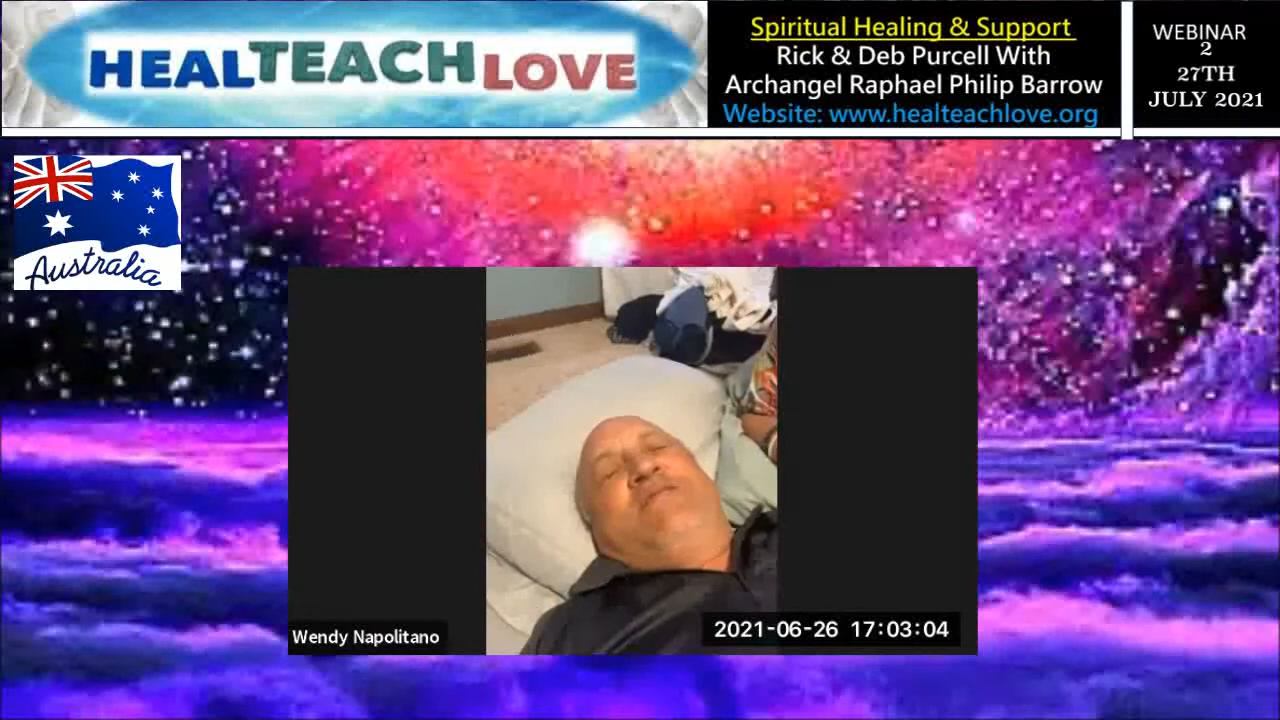 HEALTEACHLOVE
Spiritual Healing & Support
Rick & Deb Purcell With
Archangel Raphael Philip Barrow
Website: www.healteachlove.org
WEBINAR
2
27TH
JULY 2021
Australia
Wendy Napolitano
2021-06-26 17:03:04